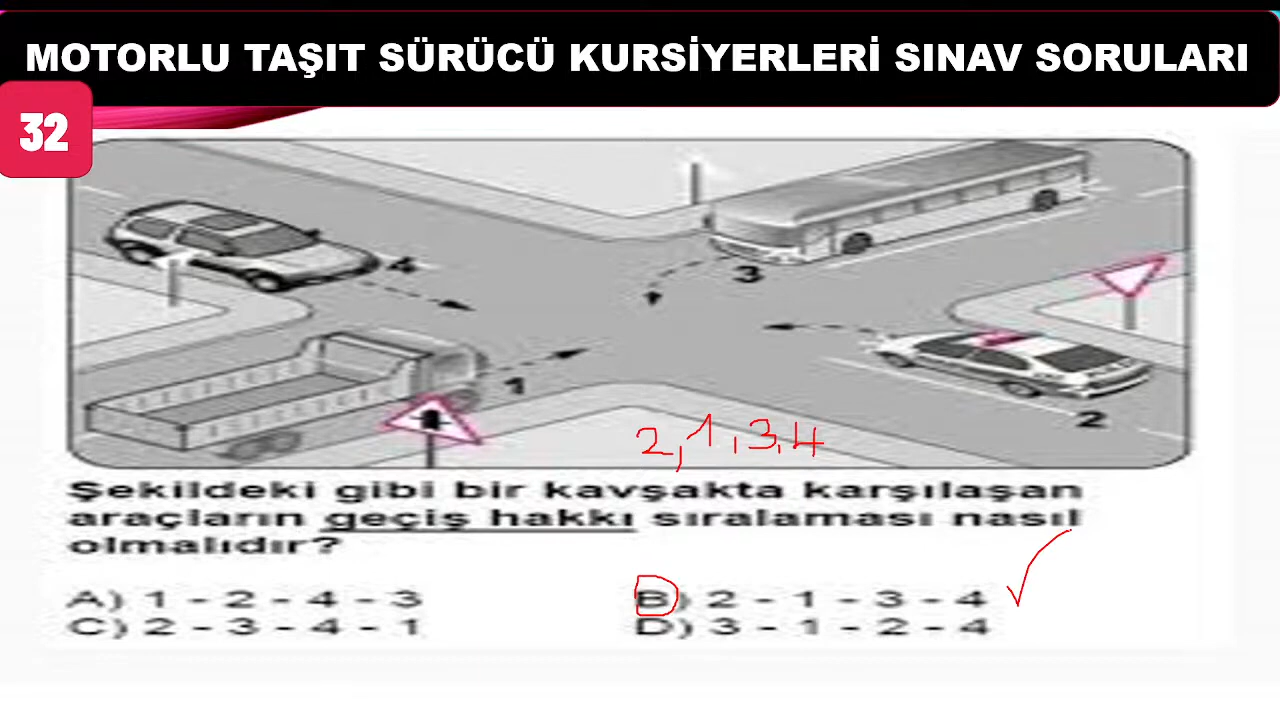 MOTORLU TAŞIT SÜRÜCÜ KURSİYERLERİ SINAV SORULARI
32
4
3
1
2
2,1,3,4
Şekildeki gibi bir kavşakta karşılaşan
araçların geçiş hakkı sıralaması nasıl
olmalıdır?
A) 1 - 2 - 4 - 3
B) 2 - 1 - 3 - 4
C) 2 - 3 - 4 - 1
D) 3 - 1 - 2 - 4